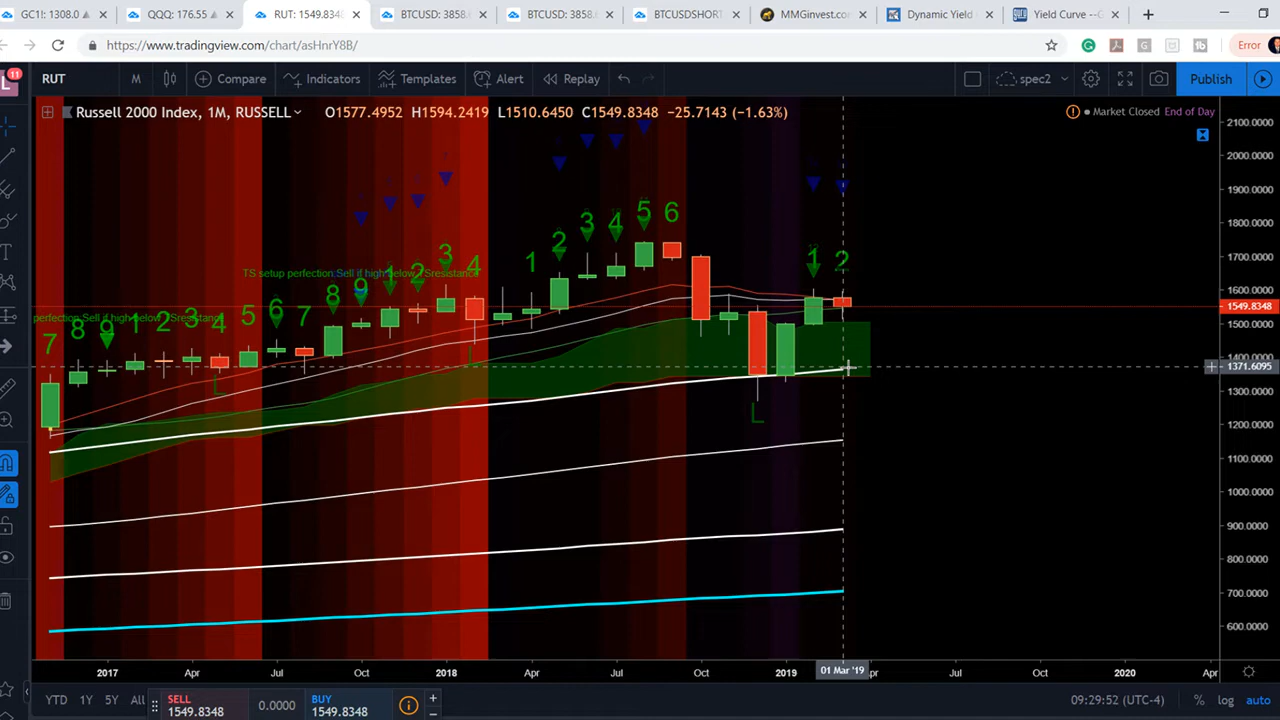 GC1!: 1308.0
QQQ: 176.55
RUT: 1549.8348
BTCUSD: 3858.
BTCUSD: 3858.
BTCUSDSHORT
MMGinvest.co
Dynamic Yield
Yield Curve --G
https://www.tradingview.com/chart/asHnrY8B/
Error
11
RUT
M
Compare
Indicators
Templates
Alert
Replay
spec2
Publish
Russell 2000 Index, 1M, RUSSELL O1577.4952 H1594.2419 L1510.6450 C1549.8348 −25.7143 (−1.63%)
Market Closed End of Day
2100.0000
2000.0000
1900.0000
1800.0000
1700.0000
1600.0000
1549.8348
1500.0000
1400.0000
1371.6095
1300.0000
1200.0000
1100.0000
1000.0000
900.0000
800.0000
700.0000
600.0000
7 8 9 1 2 3 4 5 6 7 8 9 1 2 3 4 1 2 3 4 5 6 1 2
TS setup perfection:Sell if high below
perfection:Sell if high below
L
L
L
2017 Apr Jul Oct 2018 Apr Jul Oct 2019 01 Mar '19 Jul Oct 2020 Apr
YTD 1Y 5Y All
SELL
1549.8348
0.0000
BUY
1549.8348
09:29:52 (UTC-4)
% log auto